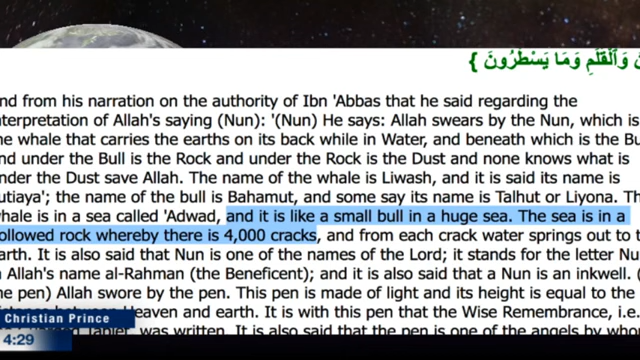 وَٱلْقَلَمِ وَمَا يَسْطُرُونَ }
nd from his narration on the authority of Ibn 'Abbas that he said regarding the
nterpretation of Allah's saying (Nun): '(Nun) He says: Allah swears by the Nun, which is
he whale that carries the earths on its back while in Water, and beneath which is the Bu
nd under the Bull is the Rock and under the Rock is the Dust and none knows what is
nder the Dust save Allah. The name of the whale is Liwash, and it is said its name is
utiaya'; the name of the bull is Bahamut, and some say its name is Talhut or Liyona. Th
hale is in a sea called 'Adwad, and it is like a small bull in a huge sea. The sea is in a
ollowed rock whereby there is 4,000 cracks, and from each crack water springs out to t
arth. It is also said that Nun is one of the names of the Lord; it stands for the letter Nu
Allah's name al-Rahman (the Beneficent); and it is also said that a Nun is an inkwell. (
he pen) Allah swore by the pen. This pen is made of light and its height is equal to the
Heaven and earth. It is with this pen that the Wise Remembrance, i.e.
Tablet, was written. It is also said that the pen is one of the angels by who
Christian Prince
4:29